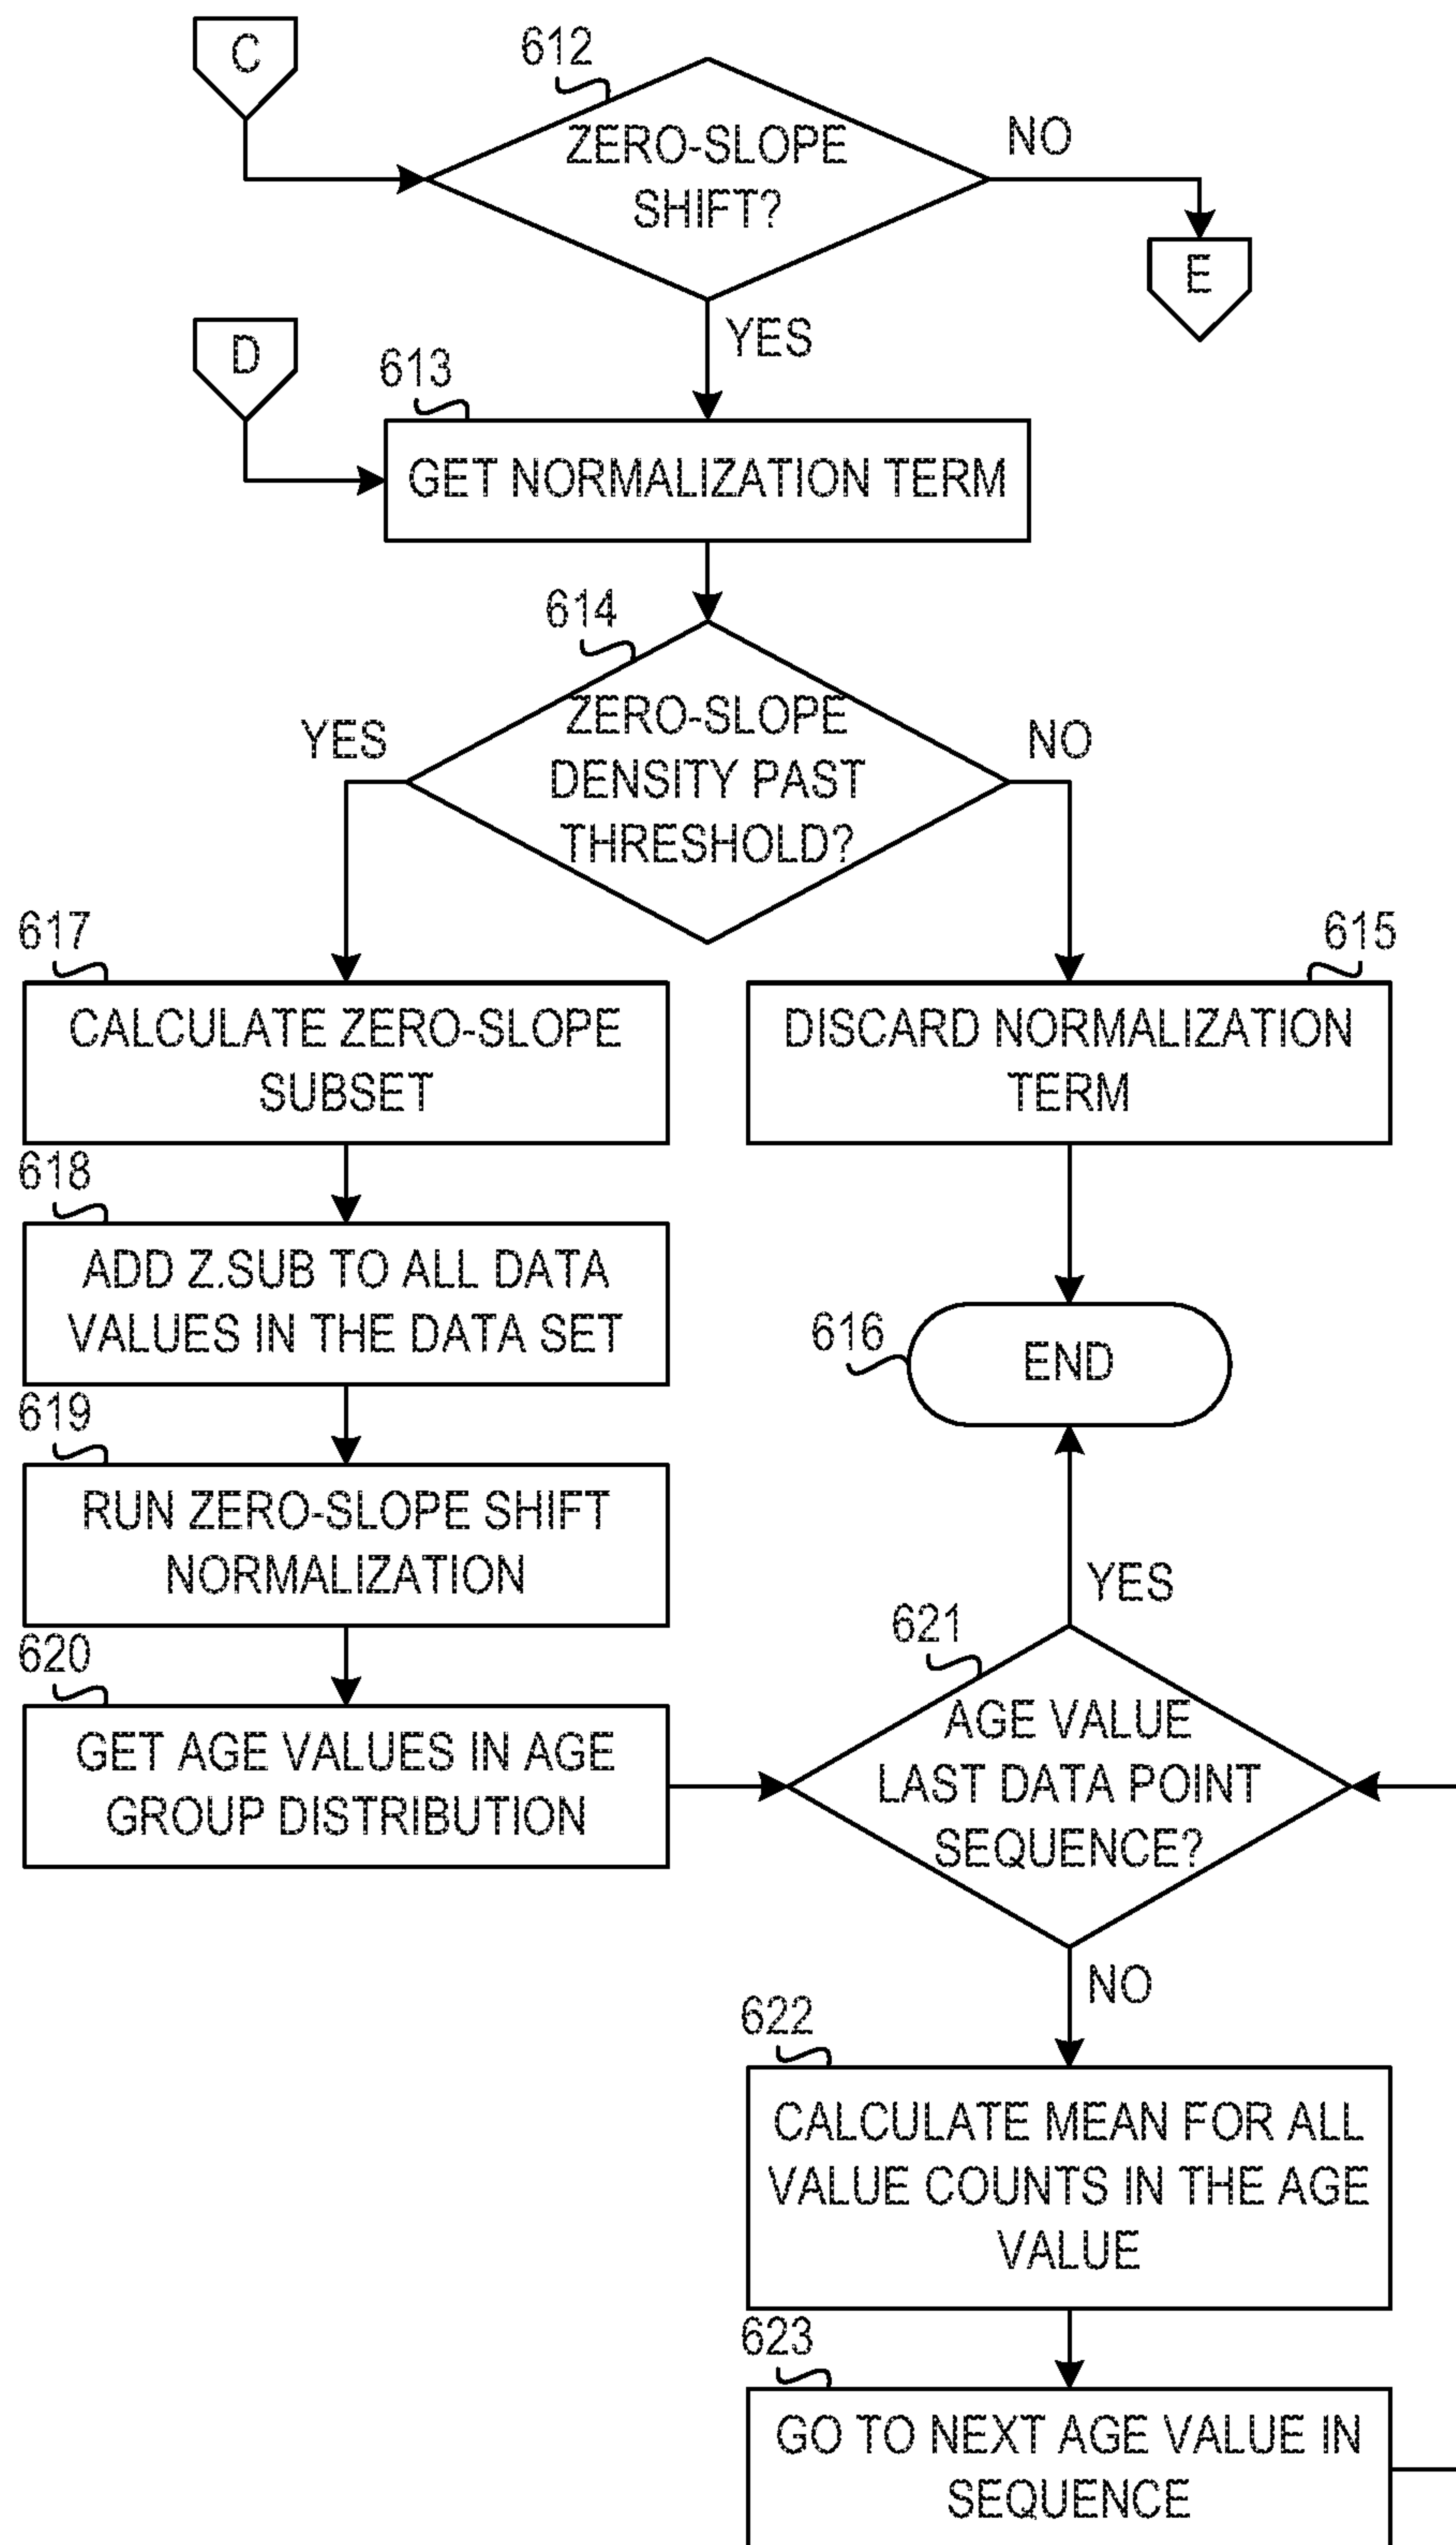 C
612
ZERO-SLOPE
SHIFT?
NO
E
YES
D
613
GET NORMALIZATION TERM
614
ZERO-SLOPE
DENSITY PAST
THRESHOLD?
YES
NO
617
CALCULATE ZERO-SLOPE
SUBSET
615
DISCARD NORMALIZATION
TERM
618
ADD Z.SUB TO ALL DATA
VALUES IN THE DATA SET
616
END
619
RUN ZERO-SLOPE SHIFT
NORMALIZATION
620
GET AGE VALUES IN AGE
GROUP DISTRIBUTION
YES
621
AGE VALUE
LAST DATA POINT
SEQUENCE?
NO
622
CALCULATE MEAN FOR ALL
VALUE COUNTS IN THE AGE
VALUE
623
GO TO NEXT AGE VALUE IN
SEQUENCE